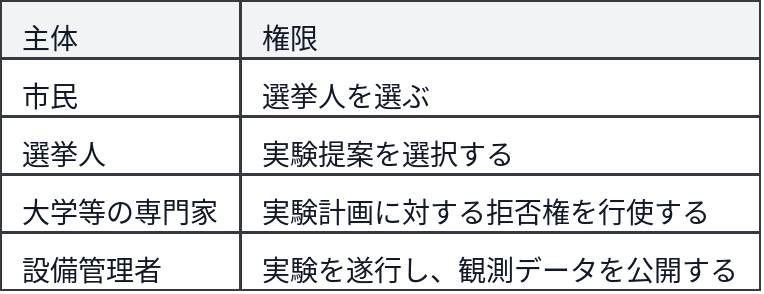 主体 権限
市民 選挙人を選ぶ
選挙人 実験提案を選択する
大学等の専門家 実験計画に対する拒否権を行使する
設備管理者 実験を遂行し、観測データを公開する